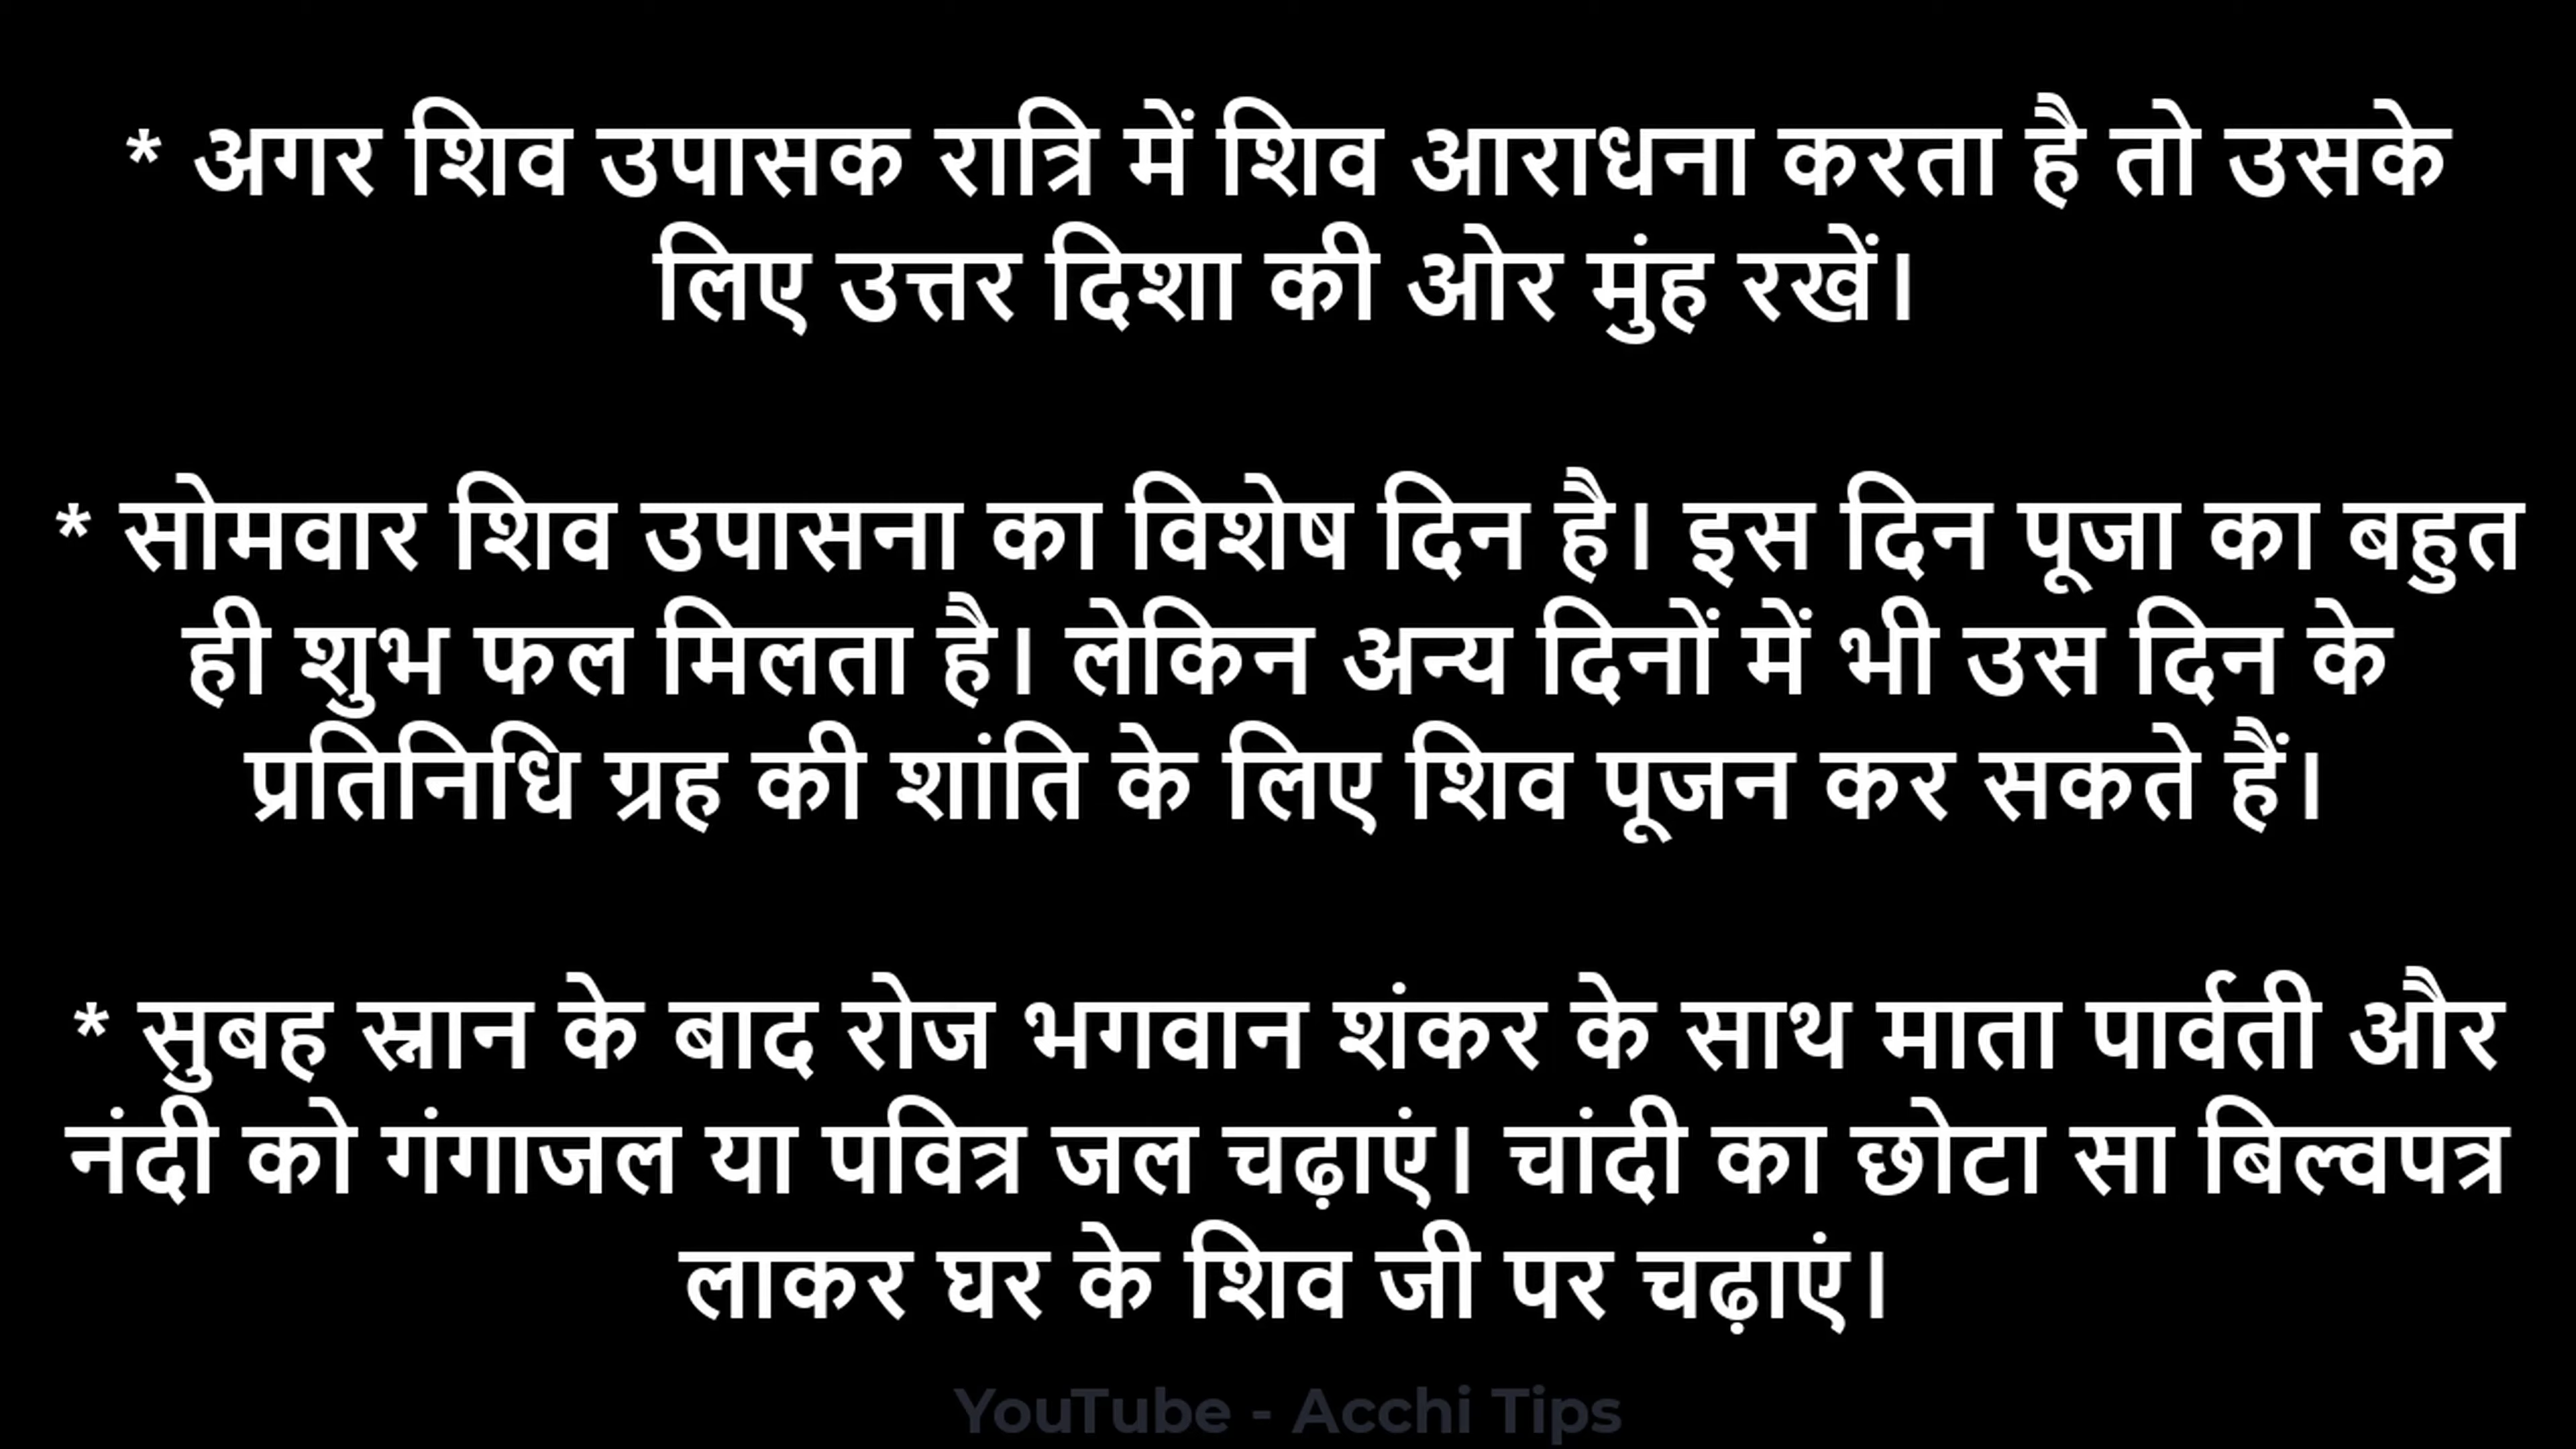 * अगर शिव उपासक रात्रि में शिव आराधना करता है तो उसके
लिए उत्तर दिशा की ओर मुंह रखें।
* सोमवार शिव उपासना का विशेष दिन है। इस दिन पूजा का बहुत
ही शुभ फल मिलता है। लेकिन अन्य दिनों में भी उस दिन के
प्रतिनिधि ग्रह की शांति के लिए शिव पूजन कर सकते हैं।
* सुबह स्नान के बाद रोज भगवान शंकर के साथ माता पार्वती और
नंदी को गंगाजल या पवित्र जल चढ़ाएं। चांदी का छोटा सा बिल्वपत्र
लाकर घर के शिव जी पर चढ़ाएं।
YouTube - Acchi Tips